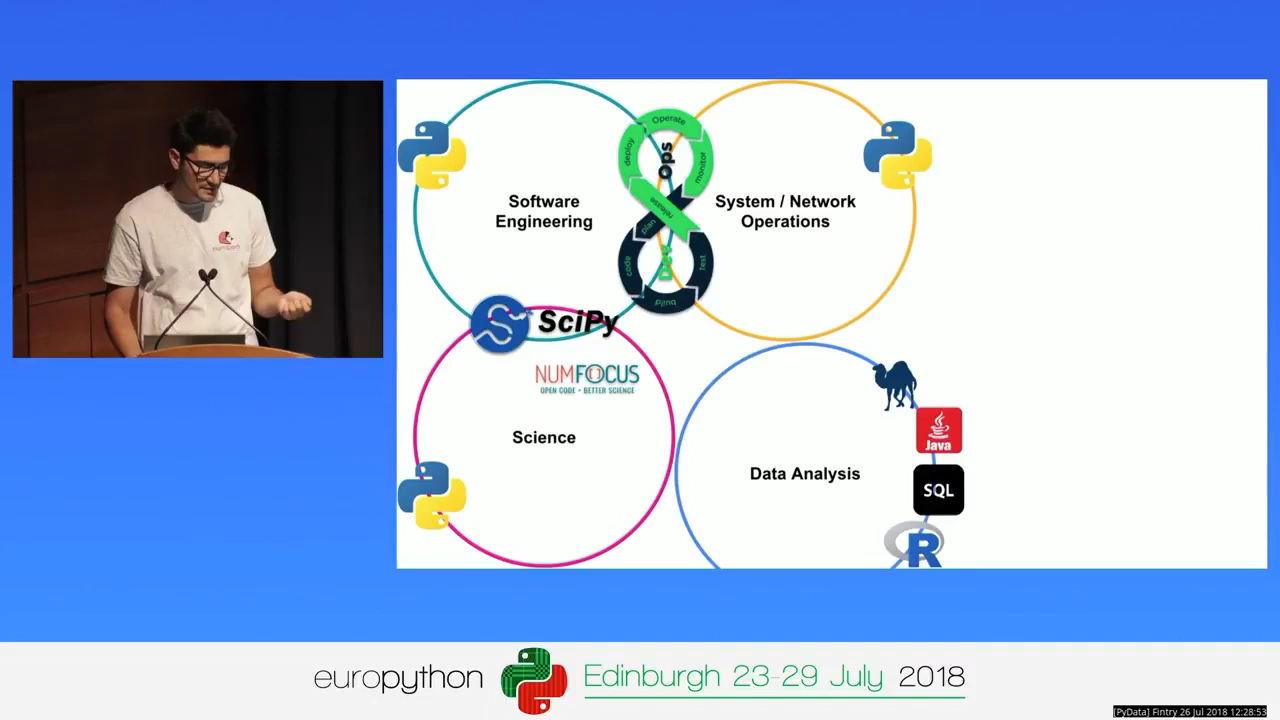 Operate
deploy
Ops
monitor
release
plan
Dev
code
test
build
Software
Engineering
System / Network
Operations
SciPy
NUMFOCUS
OPEN CODE = BETTER SCIENCE
Science
Data Analysis
Java
SQL
R
europython
Edinburgh 23-29 July 2018
[PyData] Fintry 26 Jul 2018 12:28:53